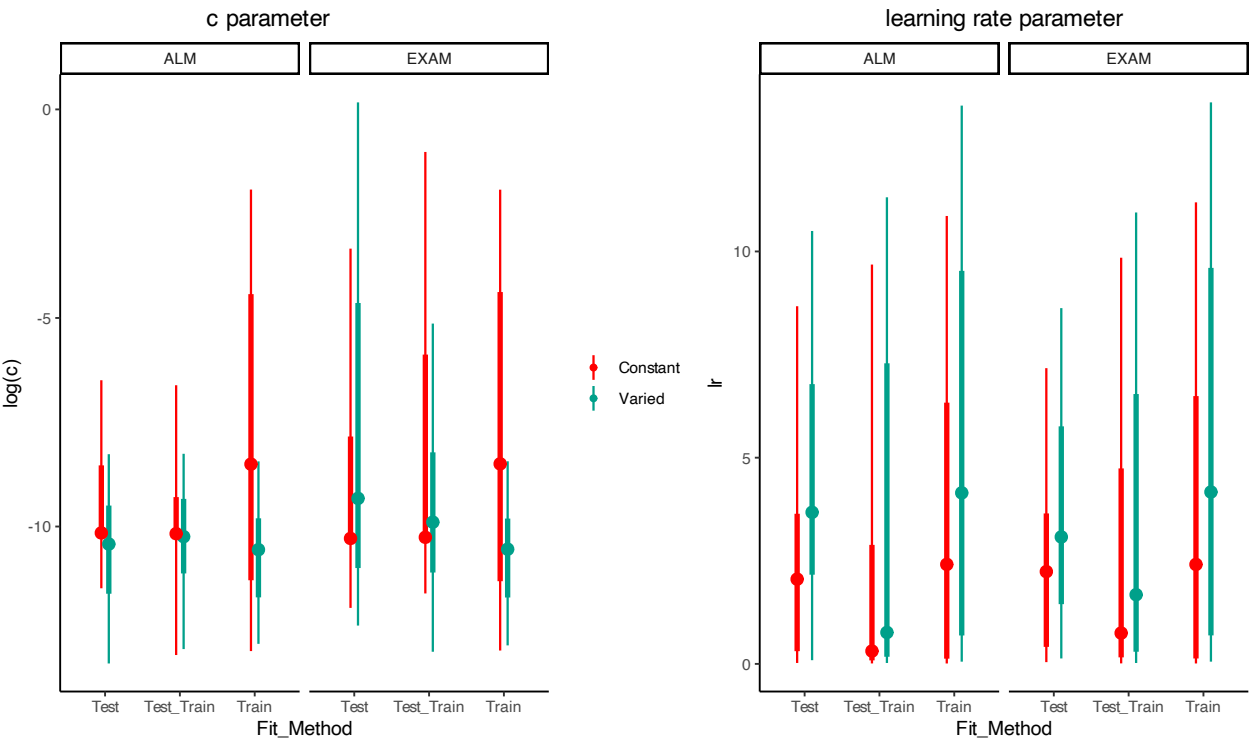 c parameter
ALM
EXAM
log(c)
0
-5
-10
Test
Test_Train
Train
Test
Test_Train
Train
Fit_Method
Constant
Varied
learning rate parameter
ALM
EXAM
lr
10
5
0
Test
Test_Train
Train
Test
Test_Train
Train
Fit_Method